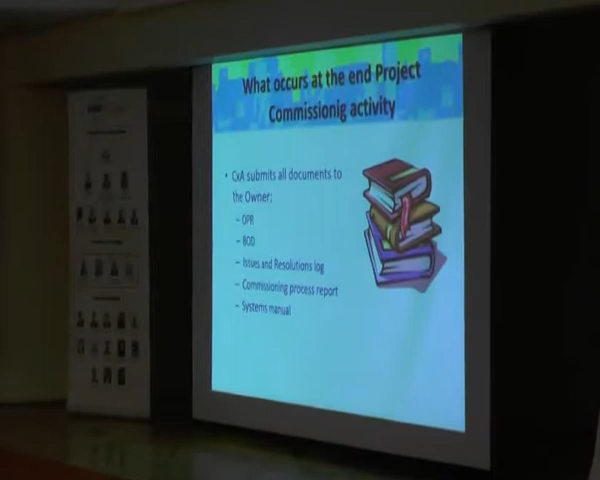 What occurs at the end Project
Commissionig activity
• CxA submits all documents to
the Owner:
– OPR
– BOD
– Issues and Resolutions log
– Commissioning process report
– Systems manual